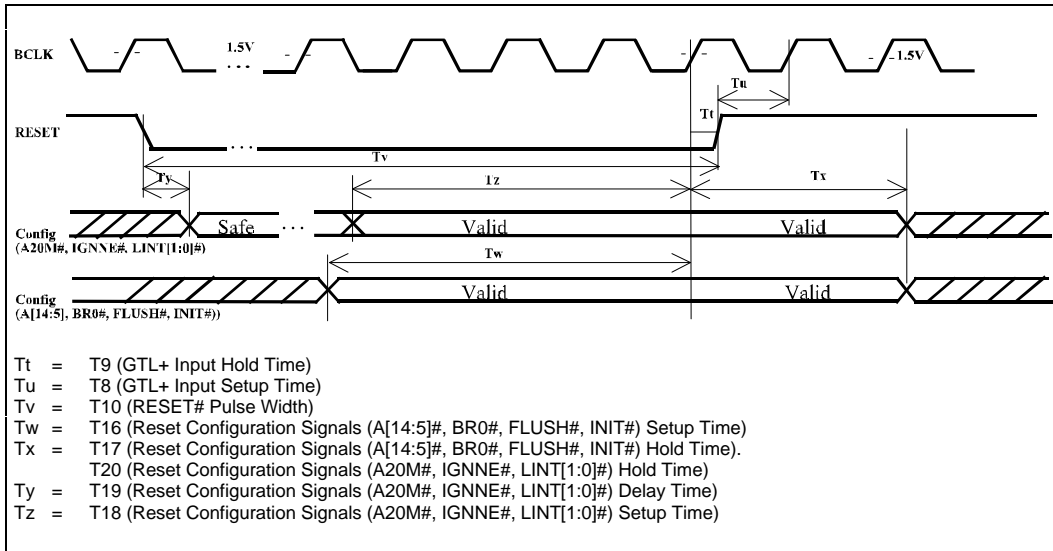 BCLK
1.5V
...
1.5V
Tu
Tt
RESET
...
Tv
Ty
Tz
Tx
Safe ... Valid Valid
Config
(A20M#, IGNNE#, LINT[1:0]#)
Tw
Valid Valid
Config
(A[14:5], BR0#, FLUSH#, INIT#))
Tt = T9 (GTL+ Input Hold Time)
Tu = T8 (GTL+ Input Setup Time)
Tv = T10 (RESET# Pulse Width)
Tw = T16 (Reset Configuration Signals (A[14:5]#, BR0#, FLUSH#, INIT#) Setup Time)
Tx = T17 (Reset Configuration Signals (A[14:5]#, BR0#, FLUSH#, INIT#) Hold Time).
T20 (Reset Configuration Signals (A20M#, IGNNE#, LINT[1:0]#) Hold Time)
Ty = T19 (Reset Configuration Signals (A20M#, IGNNE#, LINT[1:0]#) Delay Time)
Tz = T18 (Reset Configuration Signals (A20M#, IGNNE#, LINT[1:0]#) Setup Time)